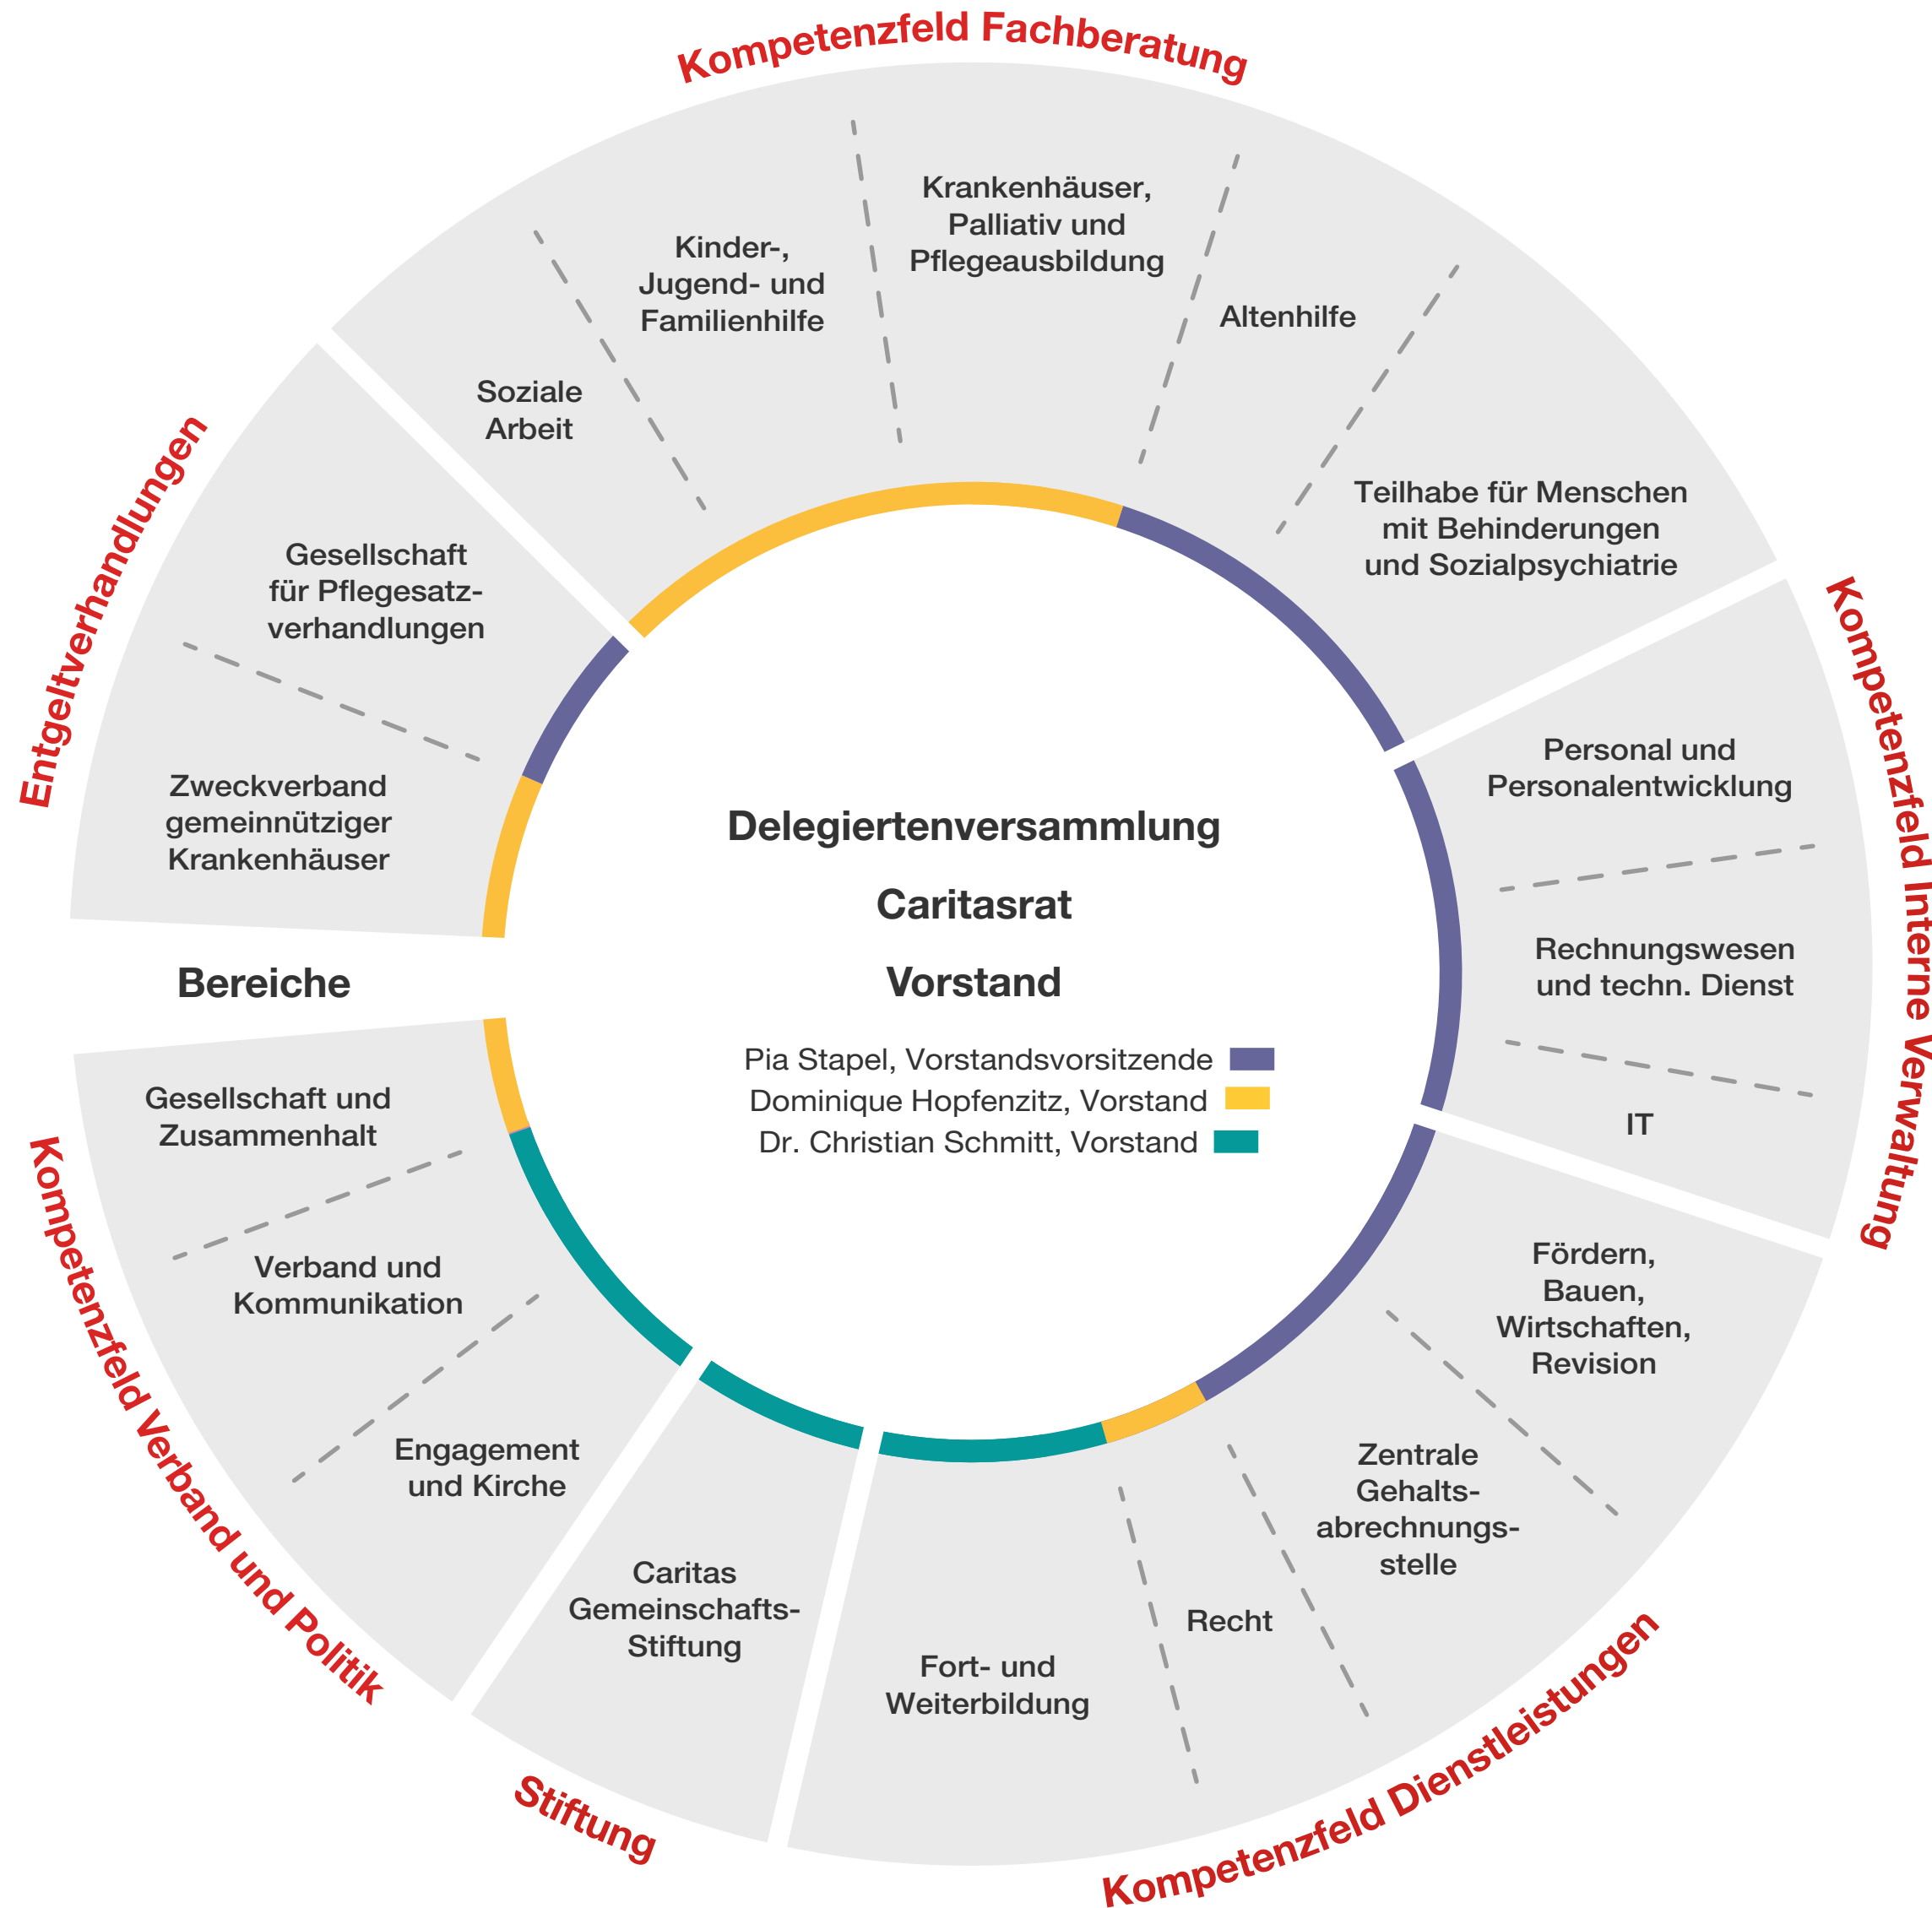 Kompetenzfeld Fachberatung
Soziale
Arbeit
Kinder-,
Jugend- und
Familienhilfe
Krankenhäuser,
Palliativ und
Pflegeausbildung
Altenhilfe
Teilhabe für Menschen
mit Behinderungen
und Sozialpsychiatrie
Kompetenzfeld Interne Verwaltung
Personal und
Personalentwicklung
Rechnungswesen
und techn. Dienst
IT
Kompetenzfeld Dienstleistungen
Fördern,
Bauen,
Wirtschaften,
Revision
Zentrale
Gehalts-
abrechnungs-
stelle
Recht
Fort- und
Weiterbildung
Stiftung
Caritas
Gemeinschafts-
Stiftung
Kompetenzfeld Verband und Politik
Engagement
und Kirche
Verband und
Kommunikation
Gesellschaft und
Zusammenhalt
Bereiche
Entgeltverhandlungen
Zweckverband
gemeinnütziger
Krankenhäuser
Gesellschaft
für Pflegesatz-
verhandlungen
Delegiertenversammlung
Caritasrat
Vorstand
Pia Stapel, Vorstandsvorsitzende
Dominique Hopfenzitz, Vorstand
Dr. Christian Schmitt, Vorstand